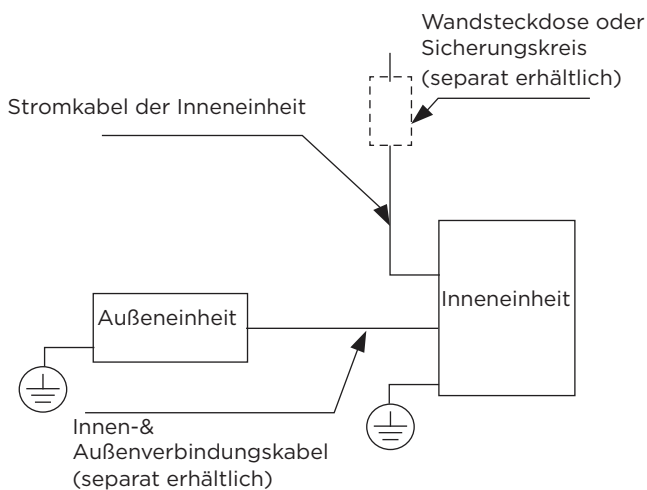 Wandsteckdose oder
Sicherungskreis
(separat erhältlich)
Stromkabel der Inneneinheit
Inneneinheit
Außeneinheit
Innen-&
Außenverbindungskabel
(separat erhältlich)